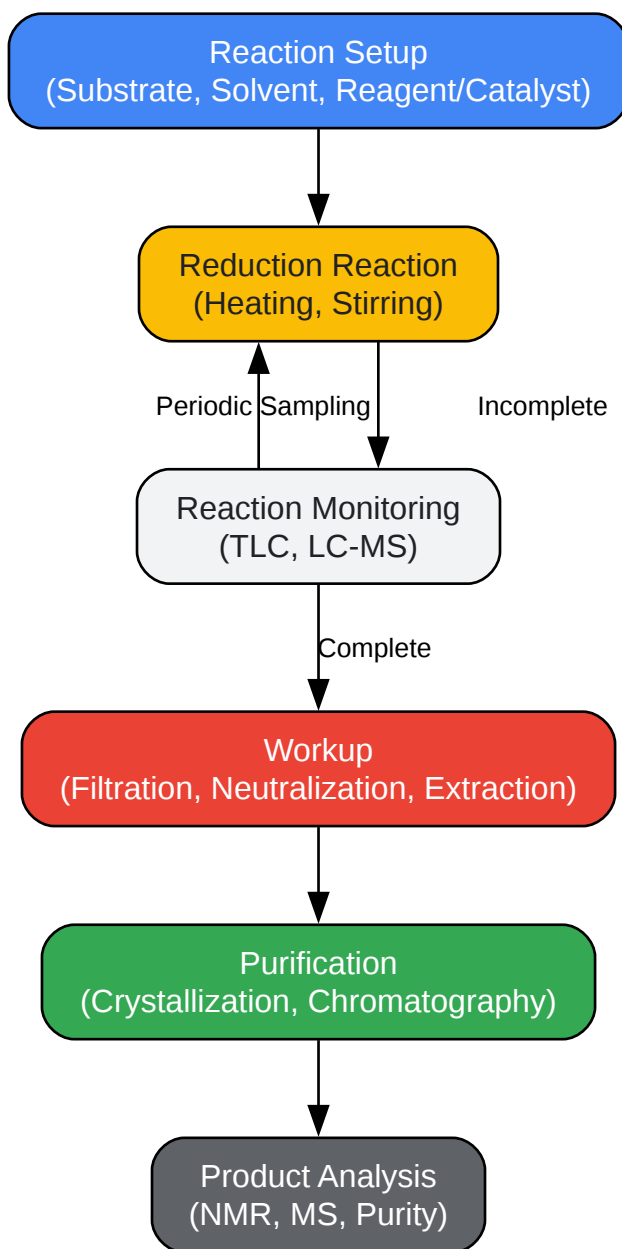 Reaction Setup
(Substrate, Solvent, Reagent/Catalyst)
Reduction Reaction
(Heating, Stirring)
Periodic Sampling
Incomplete
Reaction Monitoring
(TLC, LC-MS)
Complete
Workup
(Filtration, Neutralization, Extraction)
Purification
(Crystallization, Chromatography)
Product Analysis
(NMR, MS, Purity)